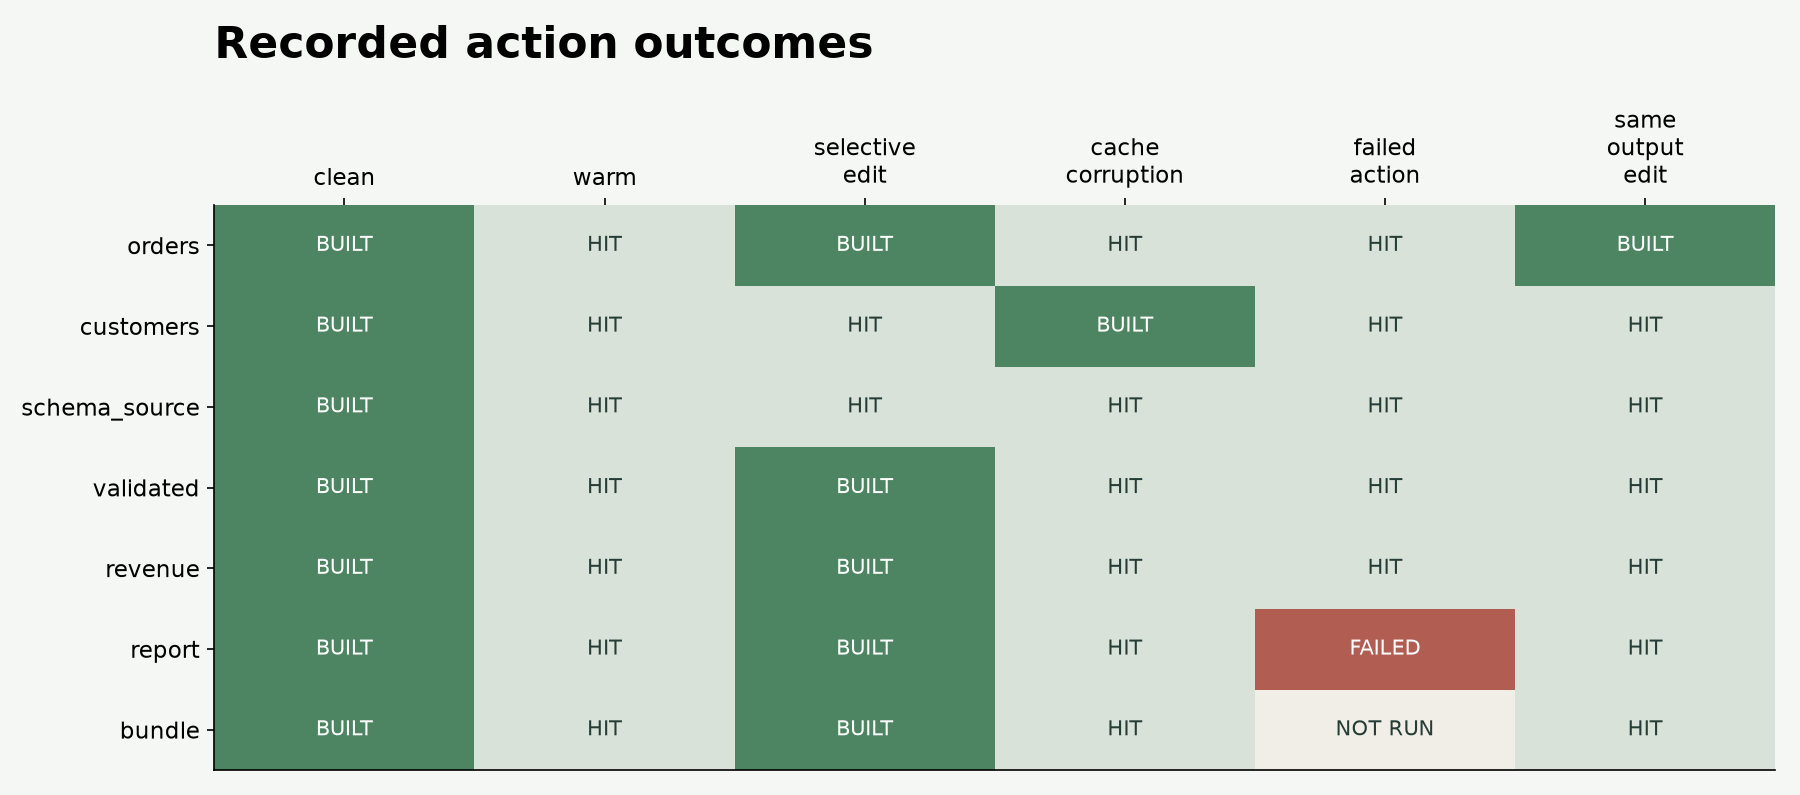 Recorded action outcomes
clean
warm
selective
edit
cache
corruption
failed
action
same
output
edit
orders BUILT HIT BUILT HIT HIT BUILT
customers BUILT HIT HIT BUILT HIT HIT
schema_source BUILT HIT HIT HIT HIT HIT
validated BUILT HIT BUILT HIT HIT HIT
revenue BUILT HIT BUILT HIT HIT HIT
report BUILT HIT BUILT HIT FAILED HIT
bundle BUILT HIT BUILT HIT NOT RUN HIT